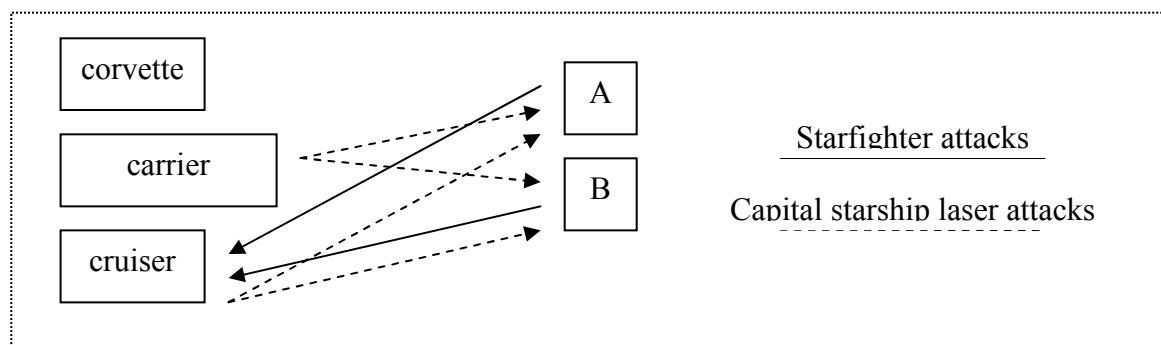 corvette
carrier
cruiser
A
B
Starfighter attacks
Capital starship laser attacks